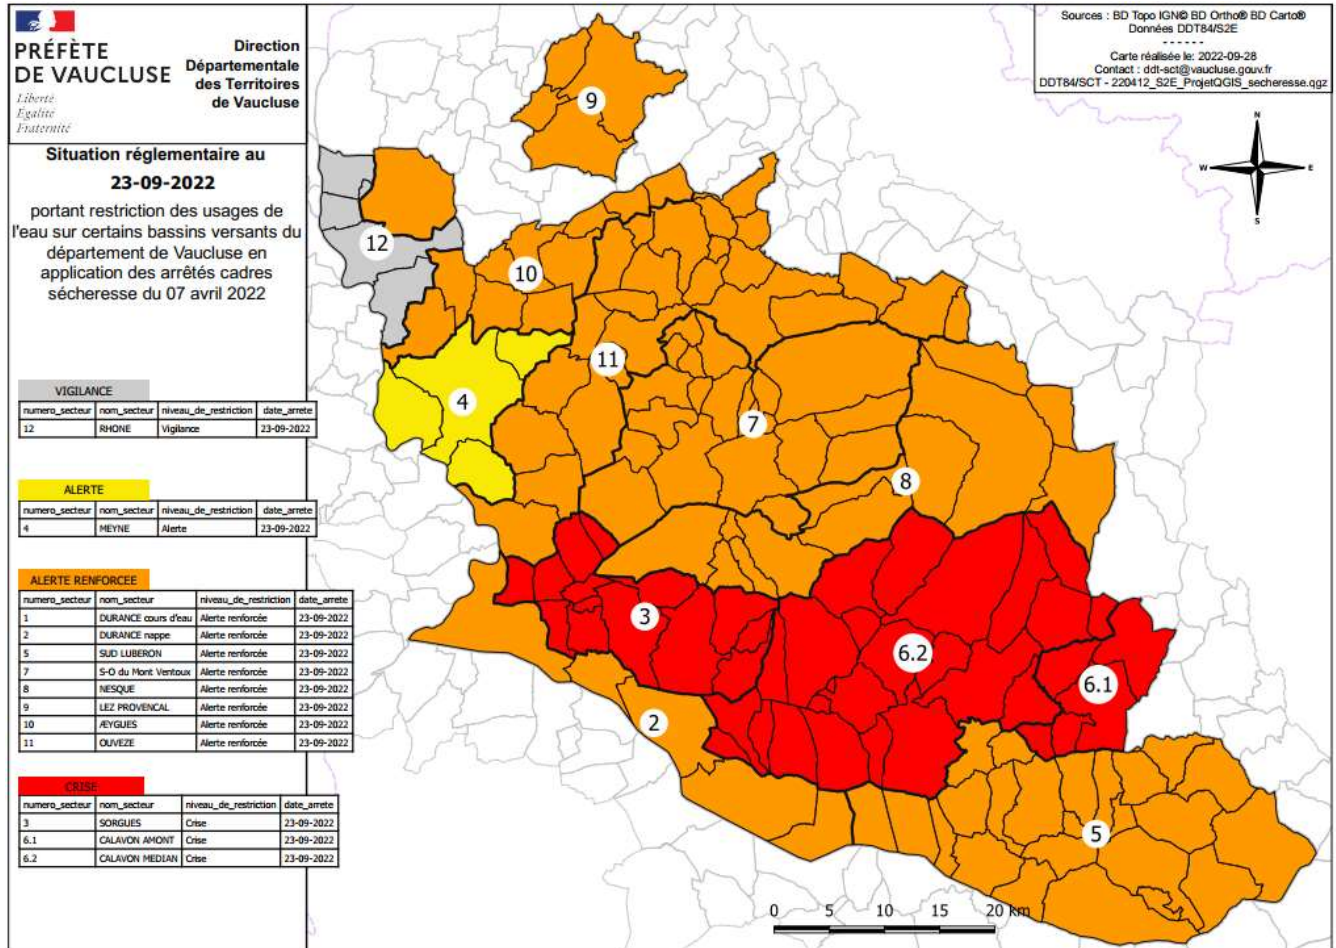 PRÉFÈTE
DE VAUCLUSE
Liberté
Égalité
Fraternité
Direction
Départementale
des Territoires
de Vaucluse
Situation réglementaire au
23-09-2022
portant restriction des usages de
l'eau sur certains bassins versants du
département de Vaucluse en
application des arrêtés cadres
sécheresse du 07 avril 2022
VIGILANCE
numero_secteur nom_secteur niveau_de_restriction date_arrete
12 RHONE Vigilance 23-09-2022
ALERTE
numero_secteur nom_secteur niveau_de_restriction date_arrete
4 MEYNE Alerte 23-09-2022
ALERTE RENFORCEE
numero_secteur nom_secteur niveau_de_restriction date_arrete
1 DURANCE cours d'eau Alerte renforcée 23-09-2022
2 DURANCE nappe Alerte renforcée 23-09-2022
5 SUD LUBERON Alerte renforcée 23-09-2022
7 S-O du Mont Ventoux Alerte renforcée 23-09-2022
8 NESQUE Alerte renforcée 23-09-2022
9 LEZ PROVENCAL Alerte renforcée 23-09-2022
10 ÆYGUES Alerte renforcée 23-09-2022
11 OUVEZE Alerte renforcée 23-09-2022
CRISE
numero_secteur nom_secteur niveau_de_restriction date_arrete
3 SORGUES Crise 23-09-2022
6.1 CALAVON AMONT Crise 23-09-2022
6.2 CALAVON MEDIAN Crise 23-09-2022
Sources : BD Topo IGN© BD Ortho® BD Carto®
Données DDT84/S2E
- - - - - -
Carte réalisée le: 2022-09-28
Contact : ddt-sct@vaucluse.gouv.fr
DDT84/SCT - 220412_S2E_ProjetQGIS_secheresse.qgz
N
W E
S
9
12
10
11
4
7
8
3
6.2
6.1
2
5
0 5 10 15 20 km